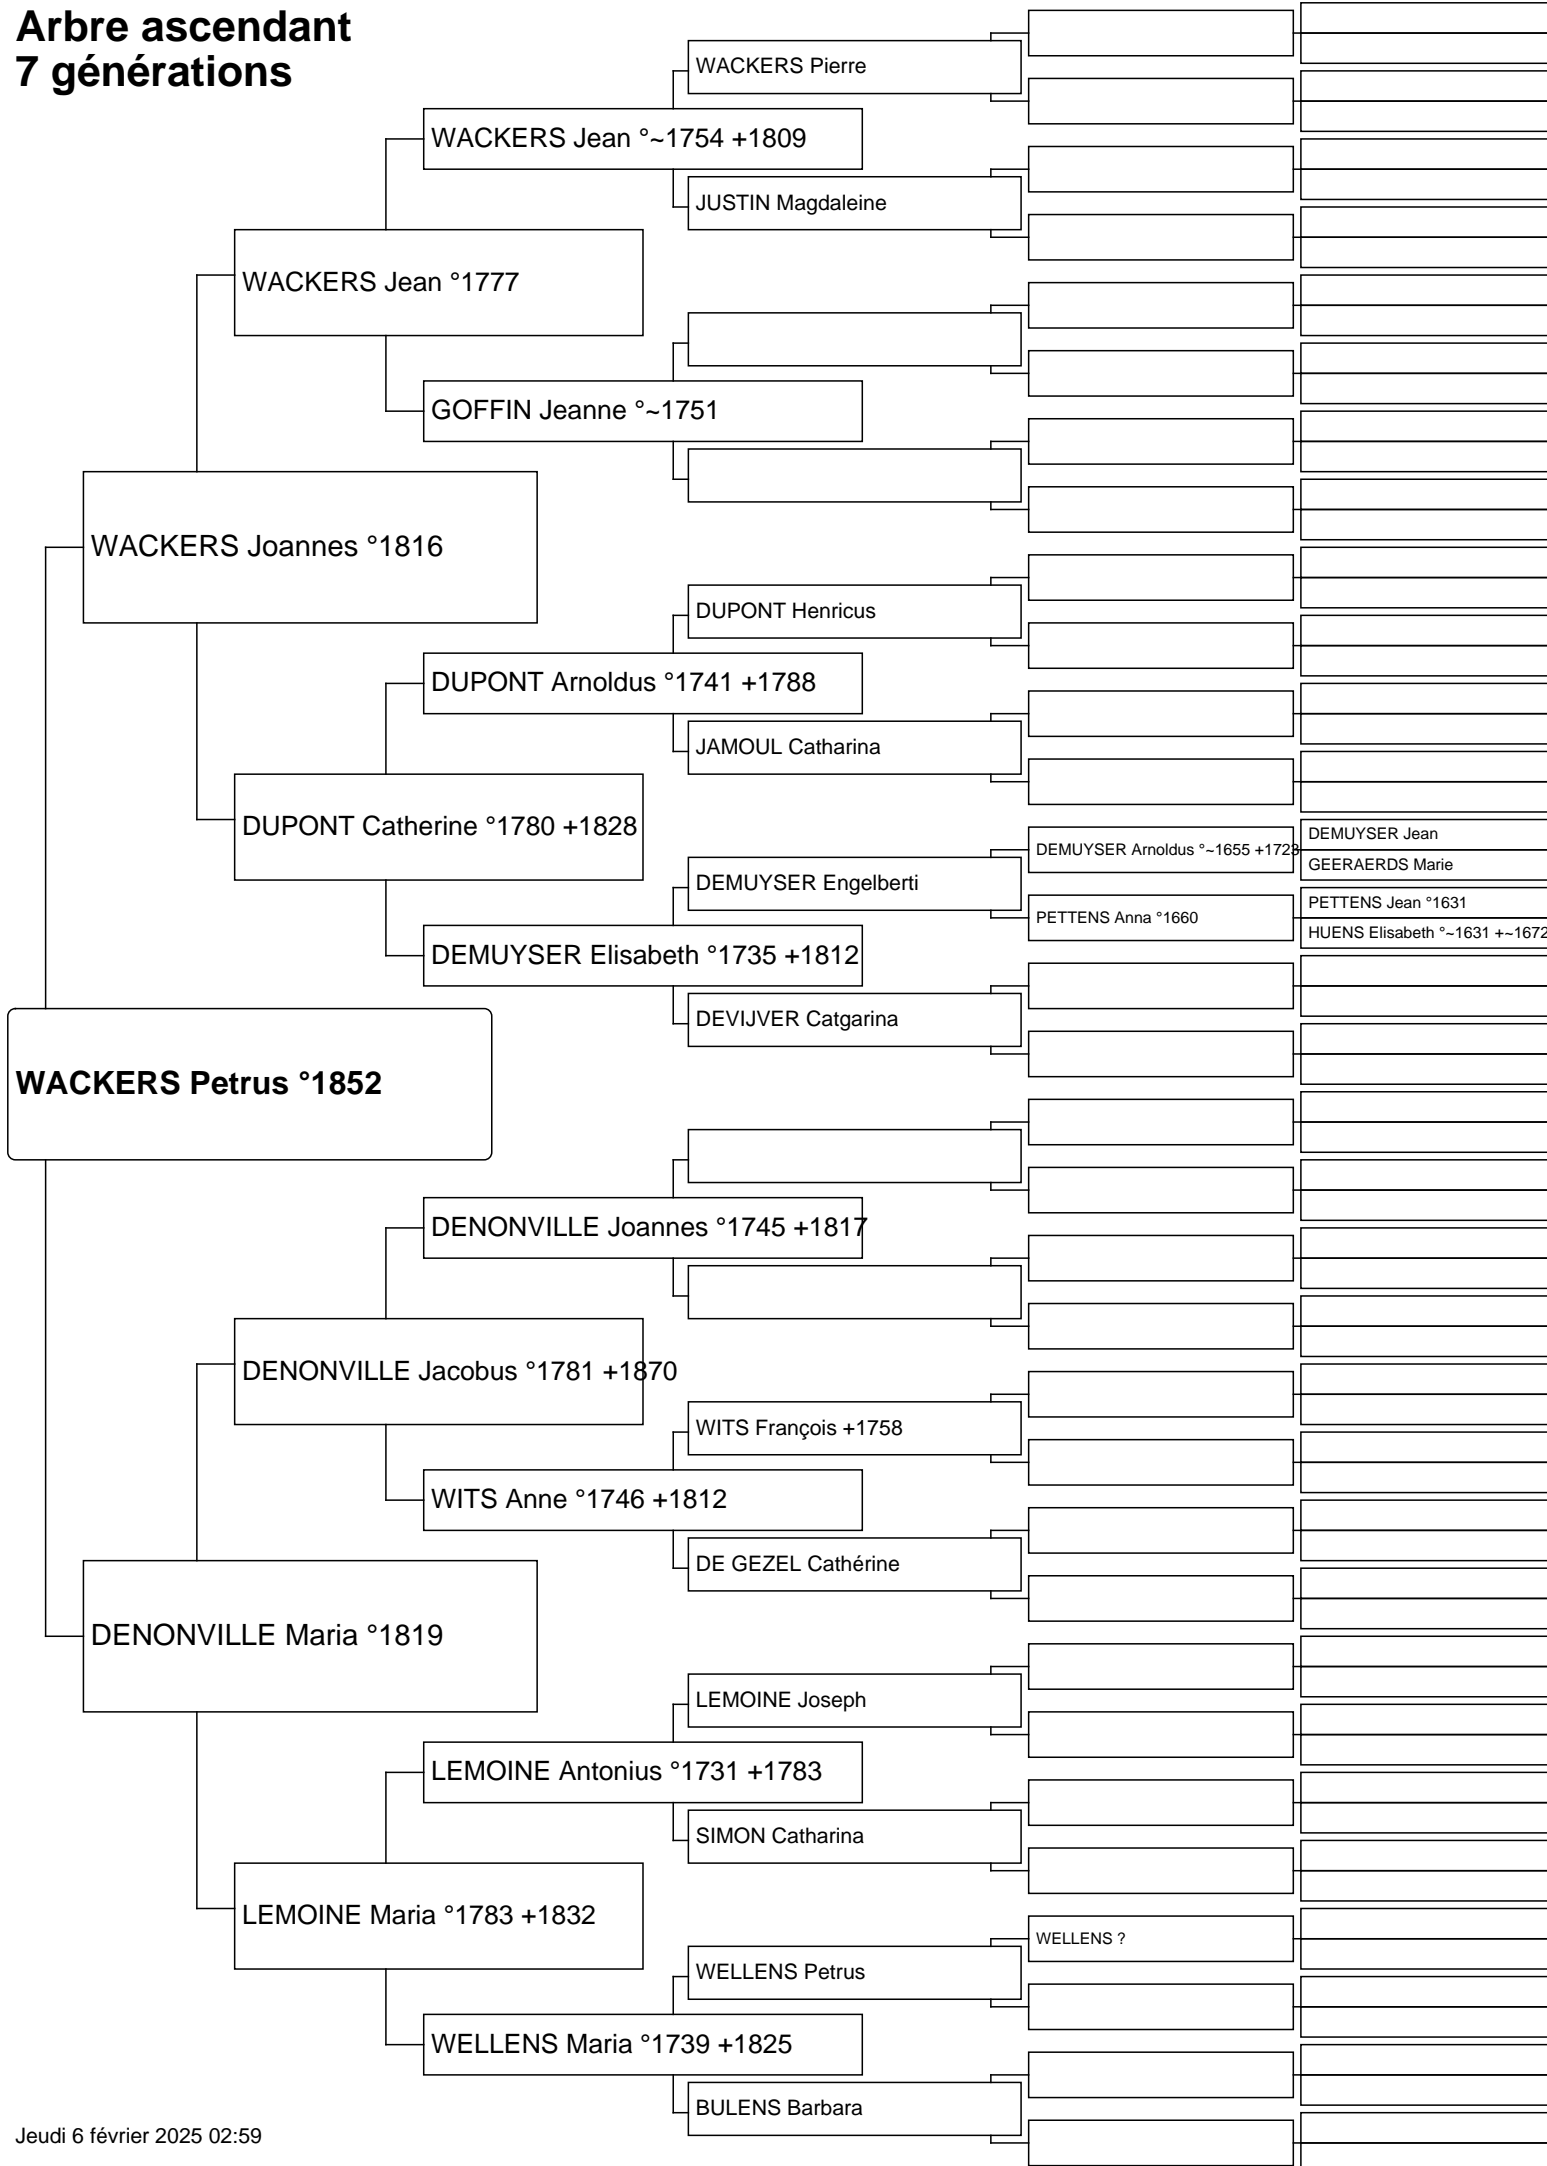 Arbre ascendant
7 générations
WACKERS Pierre
WACKERS Jean °~1754 +1809
JUSTIN Magdaleine
WACKERS Jean °1777
GOFFIN Jeanne °~1751
WACKERS Joannes °1816
DUPONT Henricus
DUPONT Arnoldus °1741 +1788
JAMOUL Catharina
DUPONT Catherine °1780 +1828
DEMUYSER Jean
DEMUYSER Arnoldus °~1655 +1723
GEERAERDS Marie
DEMUYSER Engelberti
PETTENS Jean °1631
PETTENS Anna °1660
HUENS Elisabeth °~1631 +~1672
DEMUYSER Elisabeth °1735 +1812
DEVIJVER Catgarina
WACKERS Petrus °1852
DENONVILLE Joannes °1745 +1817
DENONVILLE Jacobus °1781 +1870
WITS François +1758
WITS Anne °1746 +1812
DE GEZEL Cathérine
DENONVILLE Maria °1819
LEMOINE Joseph
LEMOINE Antonius °1731 +1783
SIMON Catharina
LEMOINE Maria °1783 +1832
WELLENS ?
WELLENS Petrus
WELLENS Maria °1739 +1825
BULENS Barbara
Jeudi 6 février 2025 02:59